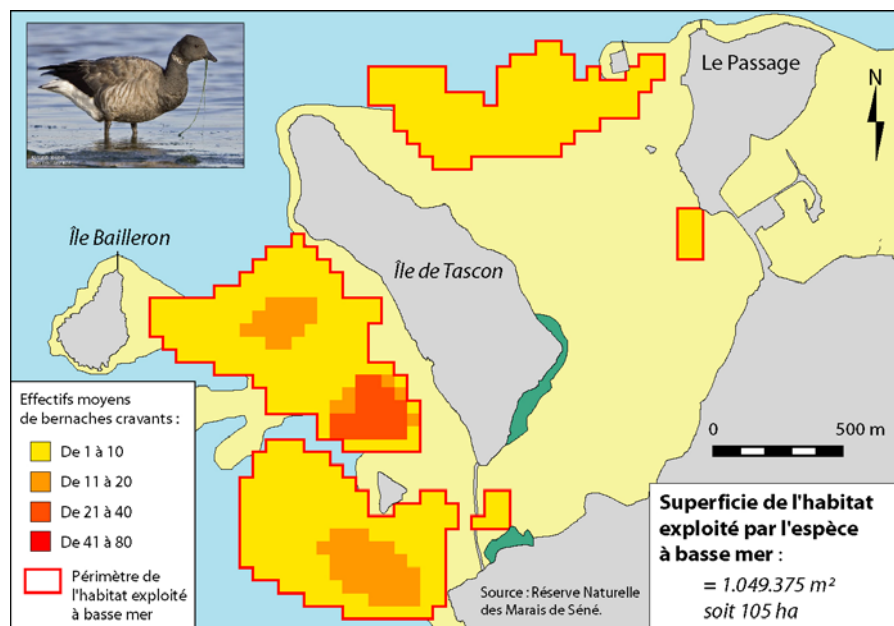 Le Passage
N
Île Bailleron
Île de Tascon
Effectifs moyens
de bernaches cravants :
De 1 à 10
De 11 à 20
De 21 à 40
De 41 à 80
Périmètre de
l'habitat exploité
à basse mer
0 500 m
Superficie de l'habitat
exploité par l'espèce
à basse mer :
= 1.049.375 m²
soit 105 ha
Source : Réserve Naturelle
des Marais de Séné.